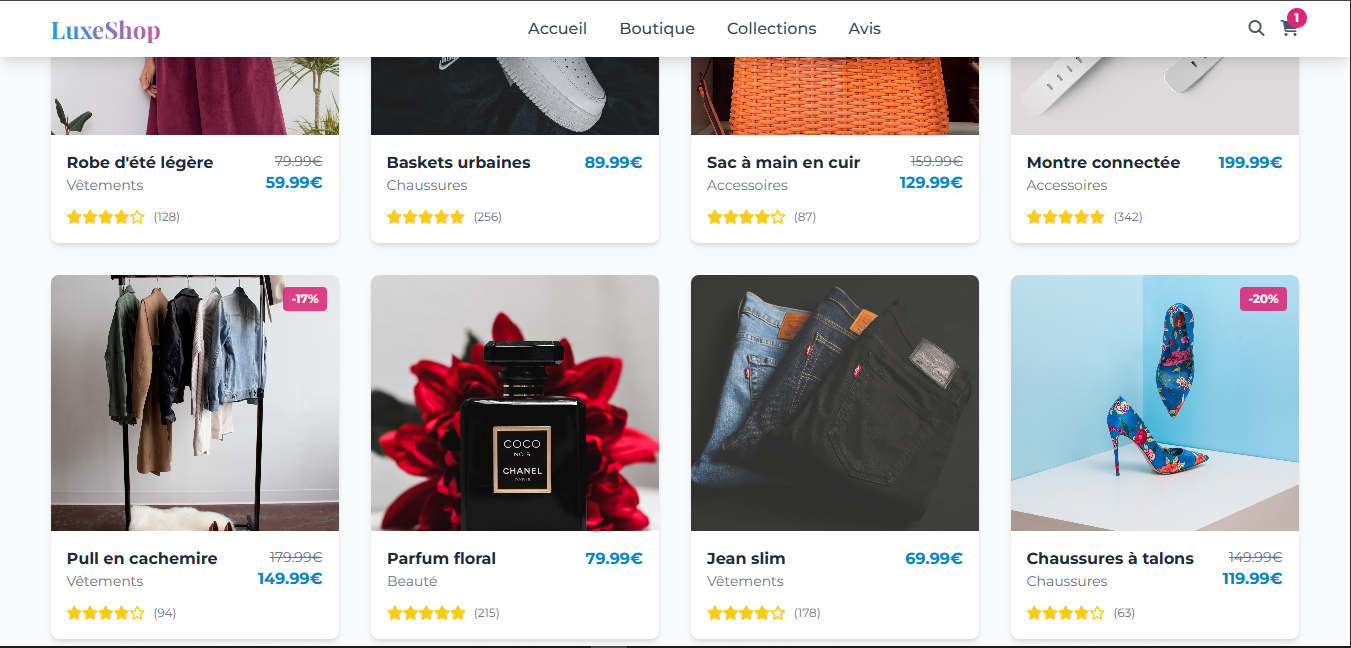 LuxeShop
Accueil Boutique Collections Avis
1
Robe d'été légère 79.99€
Vêtements 59.99€
(128)
Baskets urbaines 89.99€
Chaussures
(256)
Sac à main en cuir 159.99€
Accessoires 129.99€
(87)
Montre connectée 199.99€
Accessoires
(342)
-17%
COCO
NOIR
CHANEL
PARIS
-20%
Pull en cachemire 179.99€
Vêtements 149.99€
(94)
Parfum floral 79.99€
Beauté
(215)
Jean slim 69.99€
Vêtements
(178)
Chaussures à talons 149.99€
Chaussures 119.99€
(63)